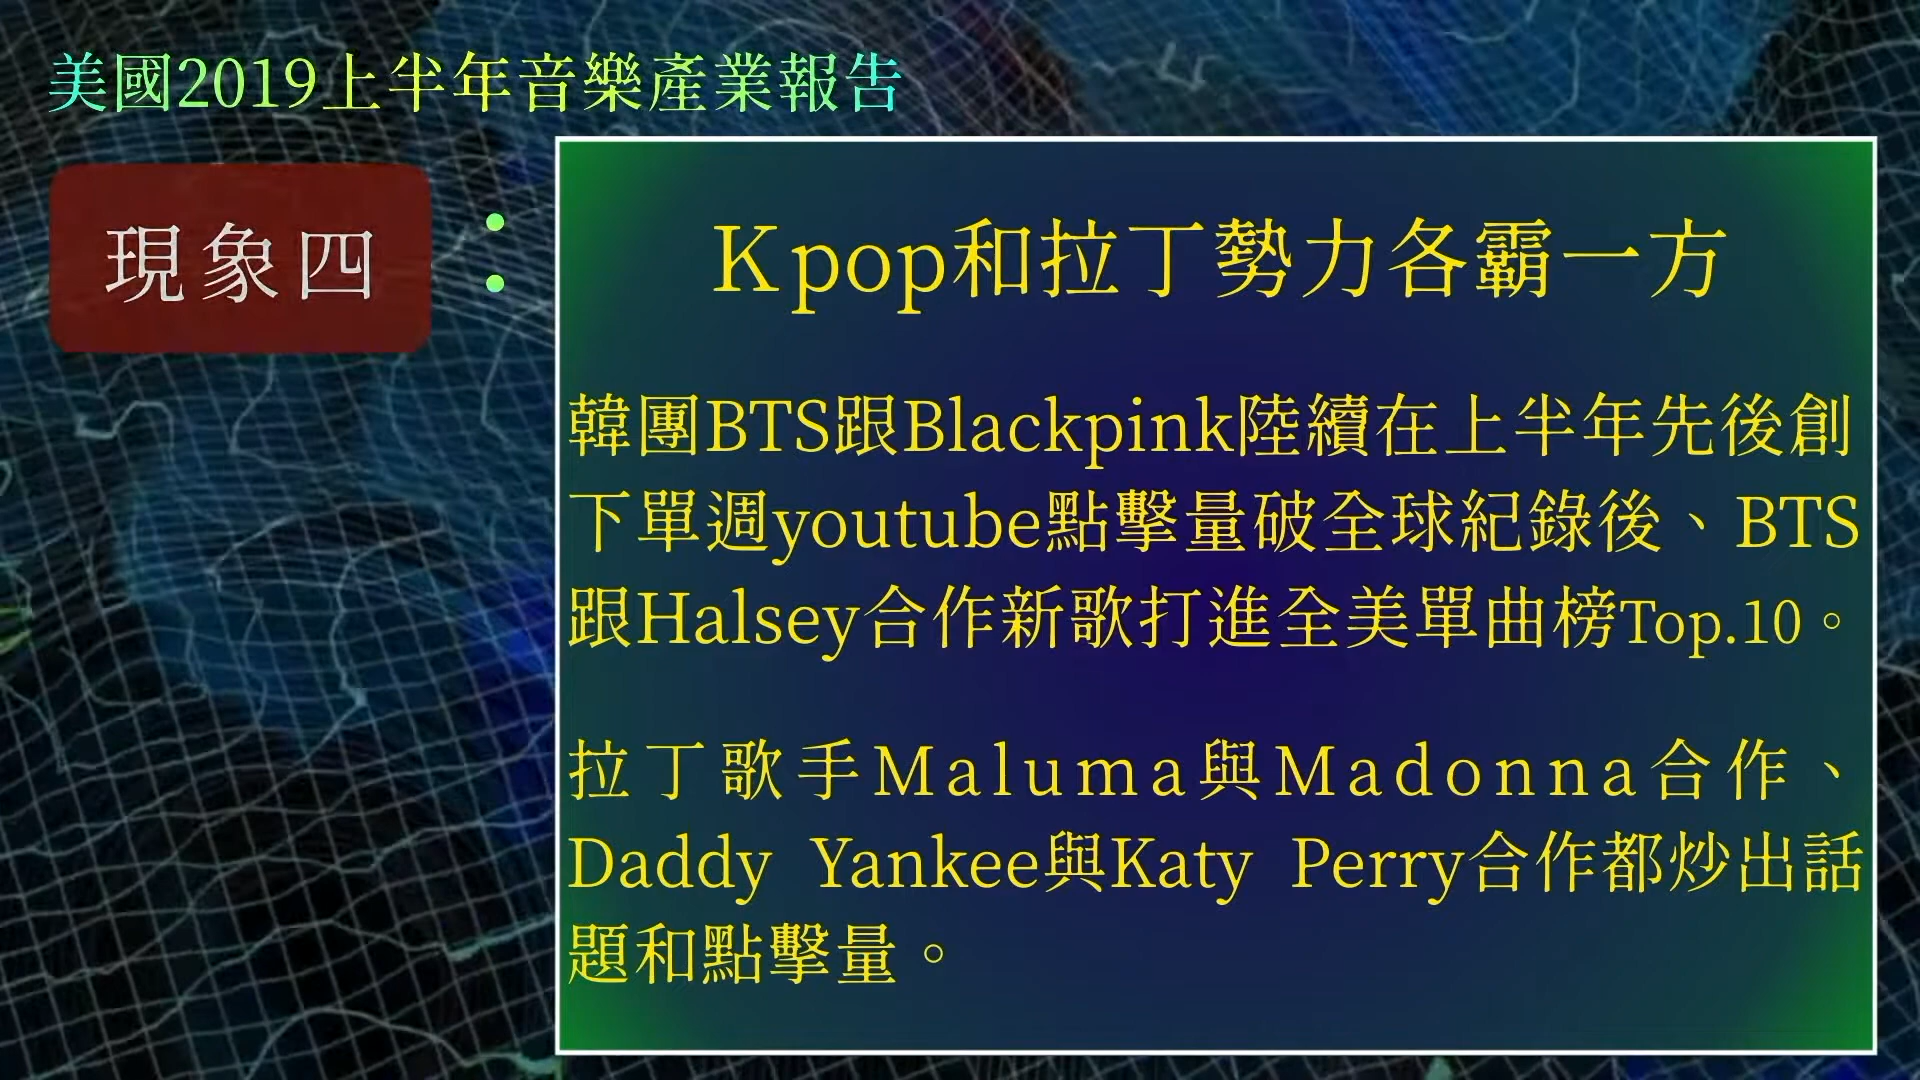 美國2019上半年音樂產業報告
現象四：
Kpop和拉丁勢力各霸一方
韓團BTS跟Blackpink陸續在上半年先後創
下單週youtube點擊量破全球紀錄後、BTS
跟Halsey合作新歌打進全美單曲榜Top.10。
拉丁歌手Maluma與Madonna合作、
Daddy Yankee與Katy Perry合作都炒出話
題和點擊量。